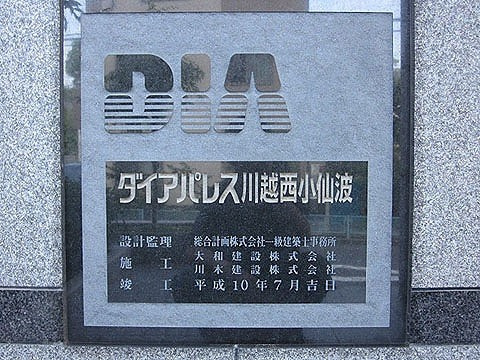 DIA
ダイアパレス川越西小仙波
設計監理 総合計画株式会社一級建築士事務所
施工 大和建設株式会社
川木建設株式会社
竣工 平成10年7月吉日